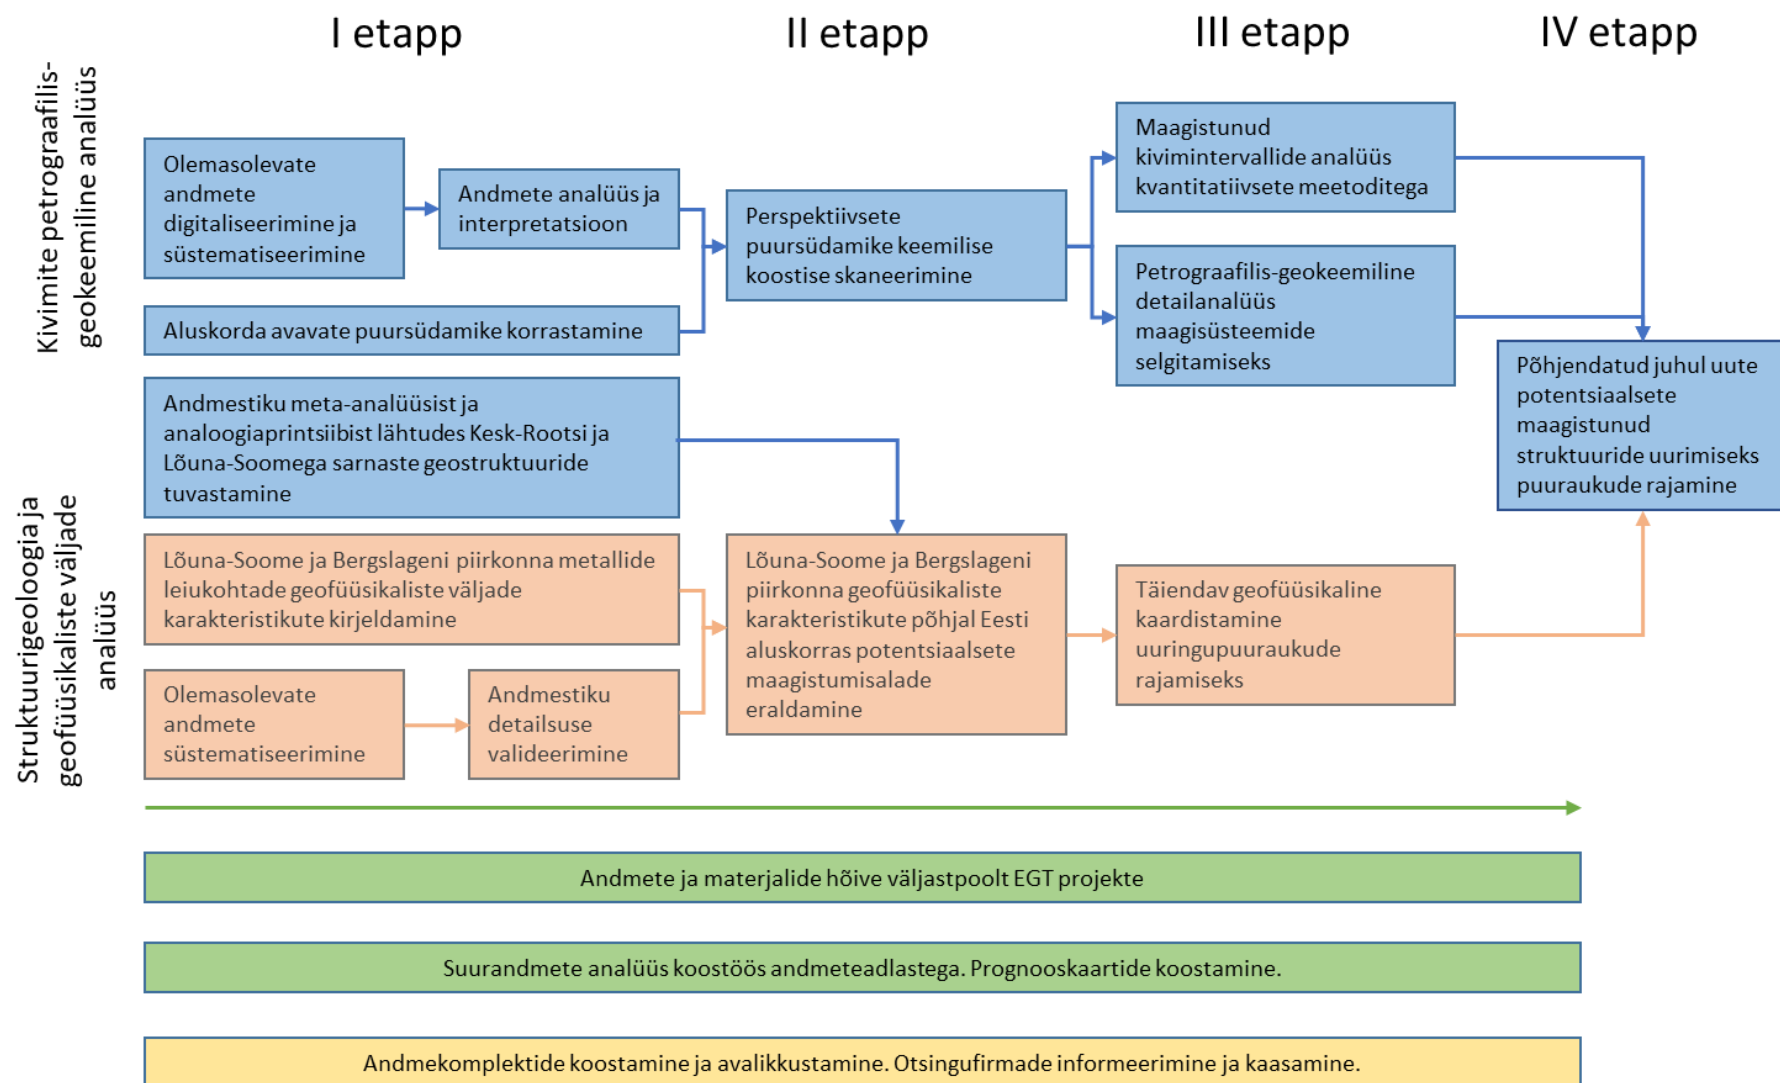 I etapp
II etapp
III etapp
IV etapp
Kivimite petrograafilis-
geokeemiline analüüs
Olemasolevate
andmete
digitaliseerimine ja
süstematiseerimine
Andmete analüüs ja
interpretatsioon
Aluskorda avavate puursüdamike korrastamine
Perspektiivsete
puursüdamike keemilise
koostise skaneerimine
Maagistunud
kivimintervallide analüüs
kvantitatiivsete meetoditega
Petrograafilis-geokeemiline
detailanalüüs
maagisüsteemide
selgitamiseks
Põhjendatud juhul uute
potentsiaalsete
maagistunud
struktuuride uurimiseks
puuraukude rajamine
Andmestiku meta-analüüsist ja
analoogiaprintsiibist lähtudes Kesk-Rootsi ja
Lõuna-Soomega sarnaste geostruktuuride
tuvastamine
Struktuurigeoloogia ja
geofüüsikaliste väljade
analüüs
Lõuna-Soome ja Bergslageni piirkonna metallide
leiukohtade geofüüsikaliste väljade
karakteristikute kirjeldamine
Olemasolevate
andmete
süstematiseerimine
Andmestiku
detailsuse
valideerimine
Lõuna-Soome ja Bergslageni
piirkonna geofüüsikaliste
karakteristikute põhjal Eesti
aluskorras potentsiaalsete
maagistumisalade
eraldamine
Täiendav geofüüsikaline
kaardistamine
uuringupuuraukude
rajamiseks
Andmete ja materjalide hõive väljastpoolt EGT projekte
Suurandmete analüüs koostöös andmeteadlastega. Prognooskaartide koostamine.
Andmekomplektide koostamine ja avalikkustamine. Otsingufirmade informeerimine ja kaasamine.